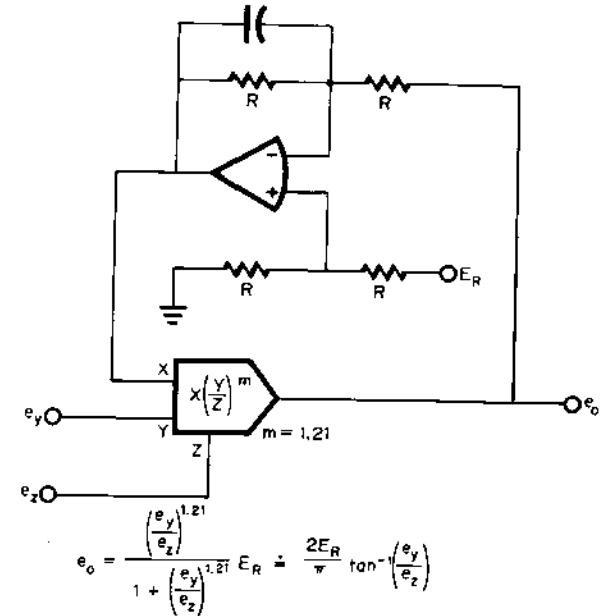 R
R
−
+
R
R
E_R
X
X(Y/Z)^m
e_y
Y
m = 1.21
Z
e_z
e_o = (e_y/e_z)^1.21 / 1 + (e_y/e_z)^1.21 E_R ≐ 2E_R/π tan^-1(e_y/e_z)
e_o